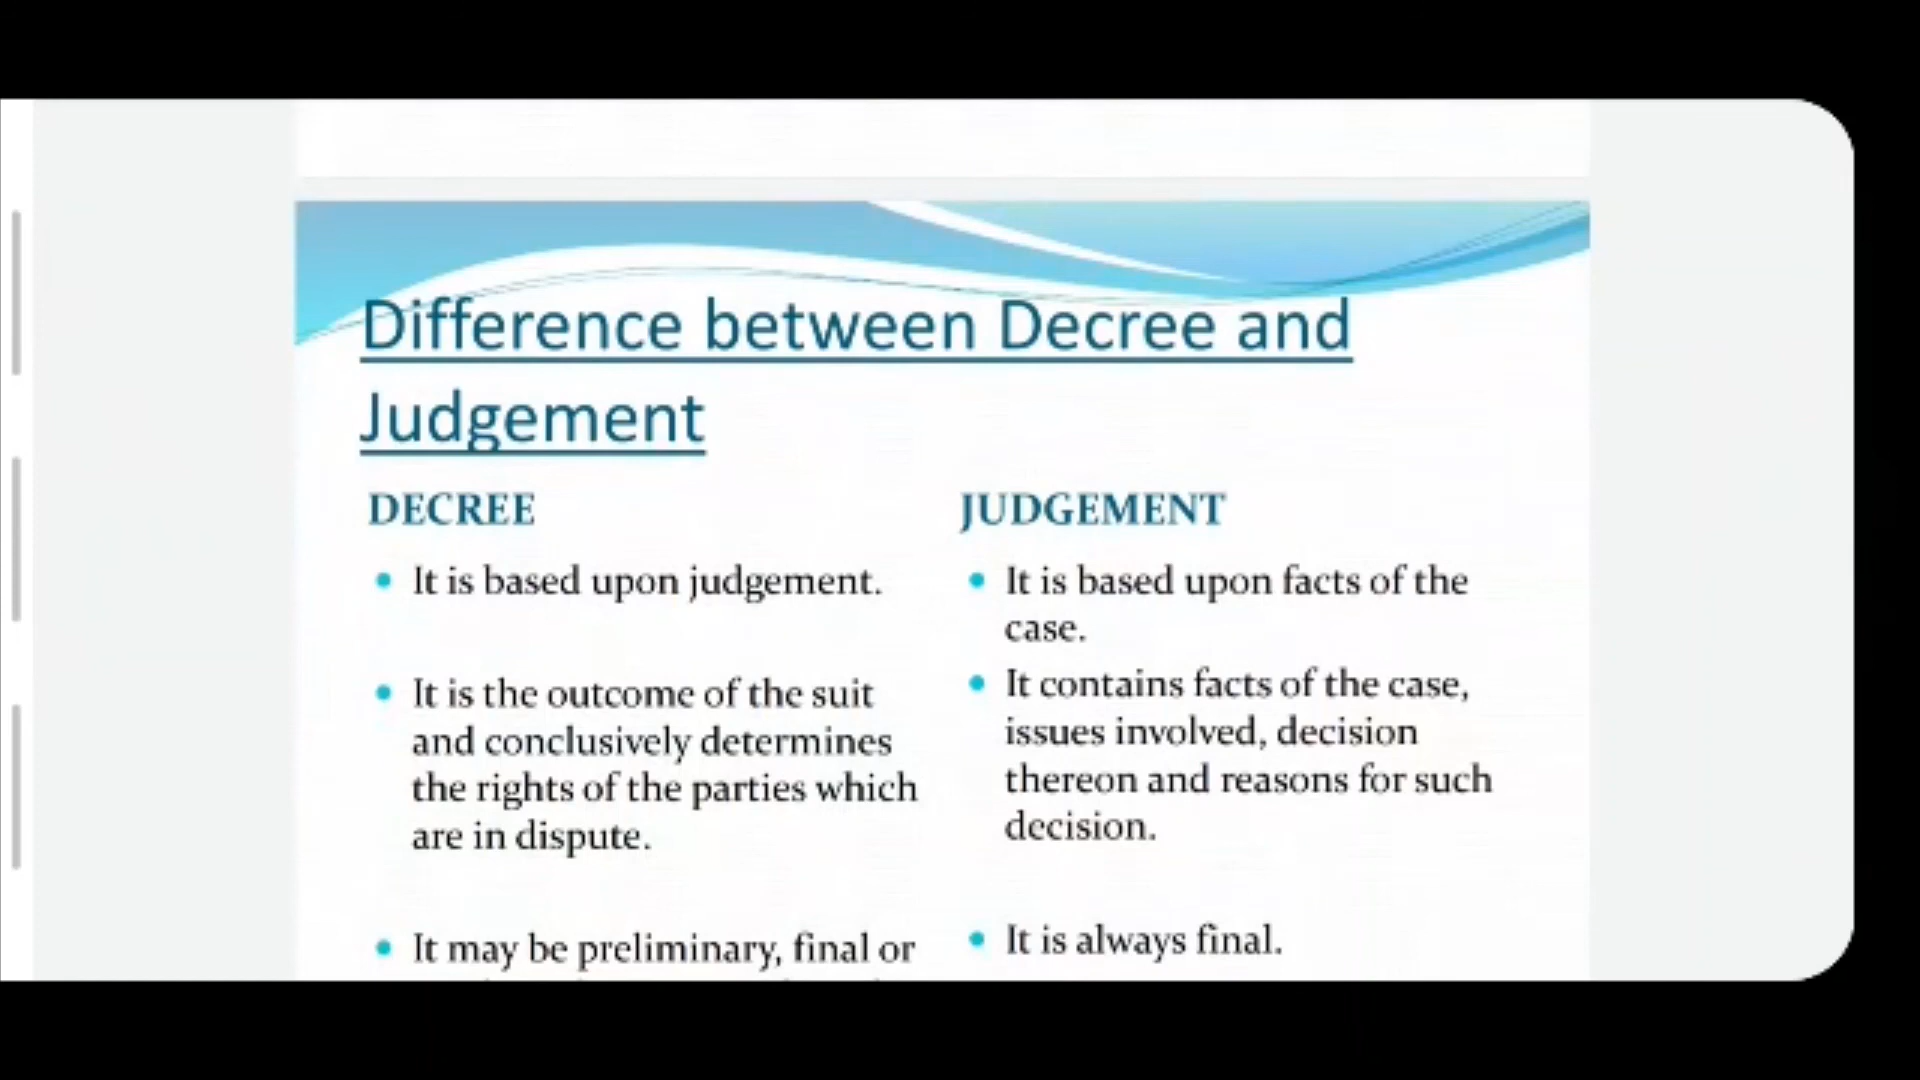 Difference between Decree and
Judgement
DECREE
It is based upon judgement.
It is the outcome of the suit
and conclusively determines
the rights of the parties which
are in dispute.
It may be preliminary, final or
JUDGEMENT
It is based upon facts of the
case.
It contains facts of the case,
issues involved, decision
thereon and reasons for such
decision.
It is always final.